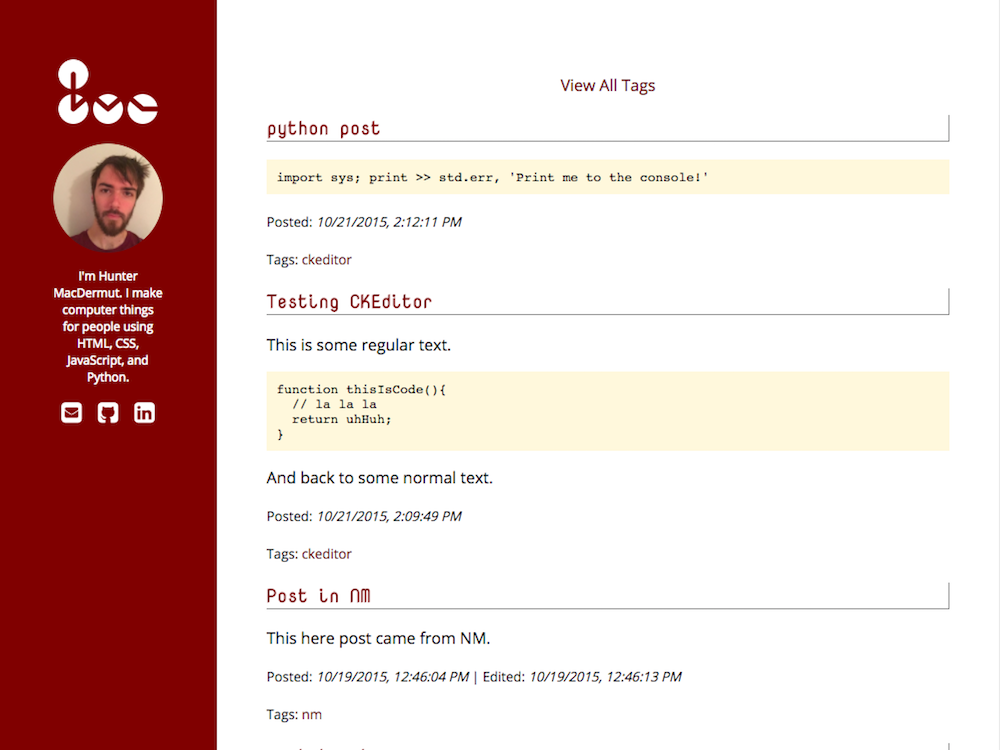 View All Tags
python post
import sys; print >> std.err, 'Print me to the console!'
Posted: 10/21/2015, 2:12:11 PM
Tags: ckeditor
Testing CKEditor
This is some regular text.
function thisIsCode(){
// la la la
return uhHuh;
}
And back to some normal text.
Posted: 10/21/2015, 2:09:49 PM
Tags: ckeditor
Post in NM
This here post came from NM.
Posted: 10/19/2015, 12:46:04 PM | Edited: 10/19/2015, 12:46:13 PM
Tags: nm
I'm Hunter
MacDermut. I make
computer things
for people using
HTML, CSS,
JavaScript, and
Python.
in